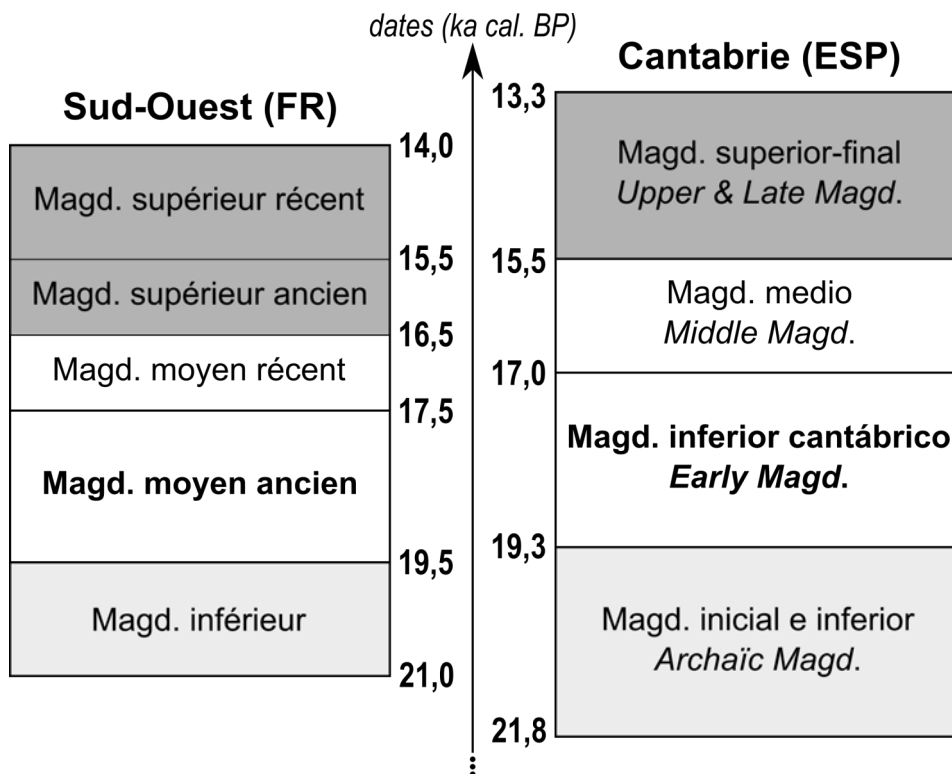 dates (ka cal. BP)
Sud-Ouest (FR)
14,0
Magd. supérieur récent
15,5
Magd. supérieur ancien
16,5
Magd. moyen récent
17,5
Magd. moyen ancien
19,5
Magd. inférieur
21,0
Cantabrie (ESP)
13,3
Magd. superior-final
Upper & Late Magd.
15,5
Magd. medio
Middle Magd.
17,0
Magd. inferior cantábrico
Early Magd.
19,3
Magd. inicial e inferior
Archaïc Magd.
21,8